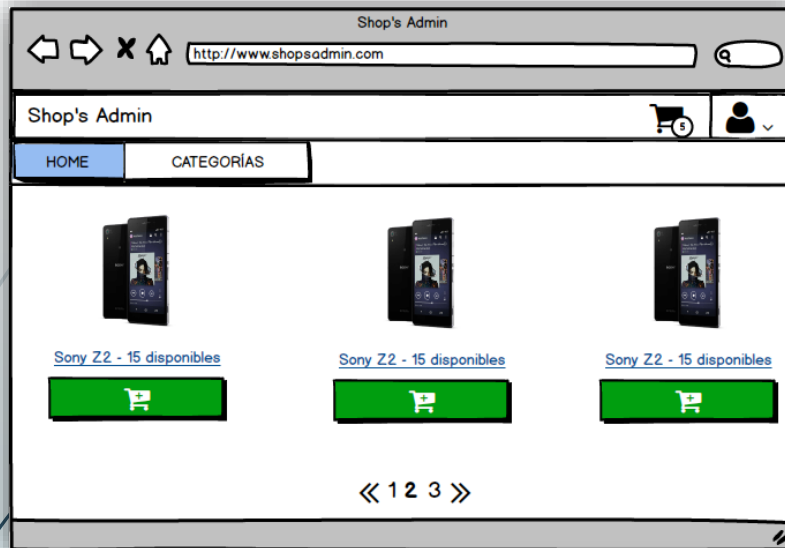 Shop's Admin
http://www.shopsadmin.com
Shop's Admin
5
HOME CATEGORÍAS
Sony Z2 - 15 disponibles Sony Z2 - 15 disponibles Sony Z2 - 15 disponibles
1 2 3